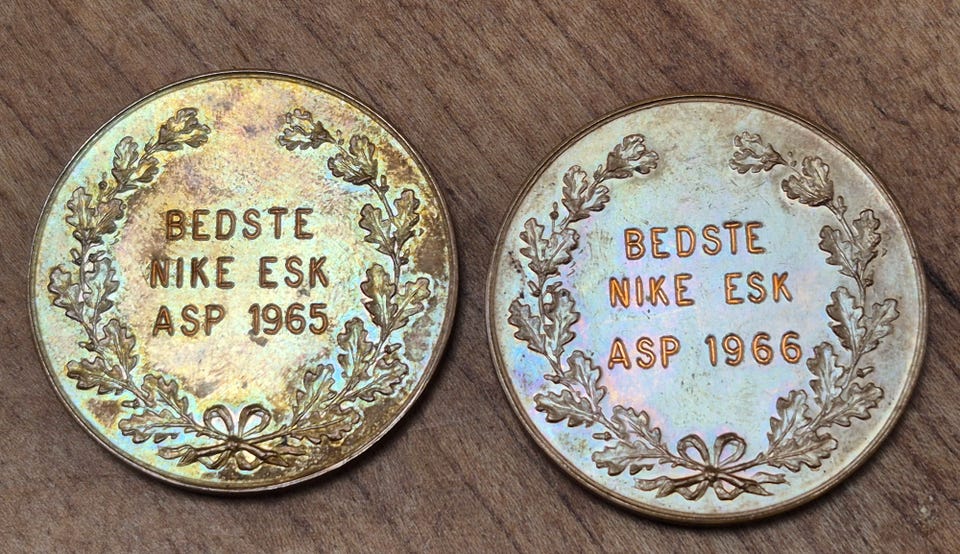 BEDSTE
NIKE ESK
ASP 1965
BEDSTE
NIKE ESK
ASP 1966